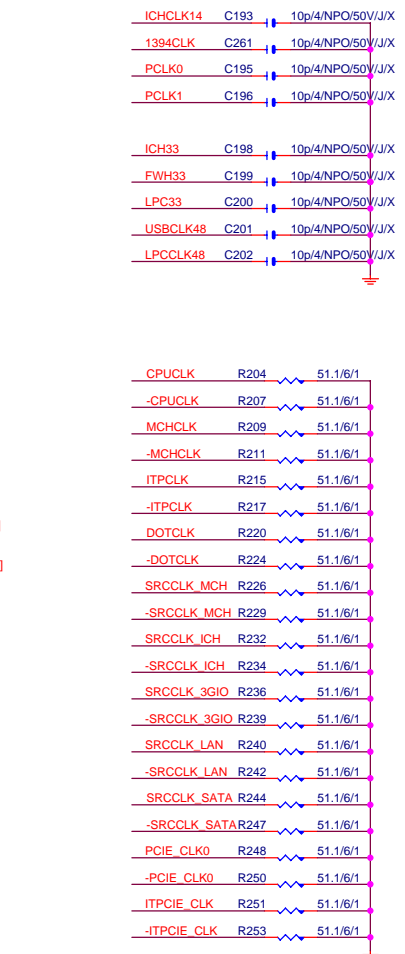 ICHCLK14 C193 10p/4/NPO/50V/J/X
1394CLK C261 10p/4/NPO/50V/J/X
PCLK0 C195 10p/4/NPO/50V/J/X
PCLK1 C196 10p/4/NPO/50V/J/X
ICH33 C198 10p/4/NPO/50V/J/X
FWH33 C199 10p/4/NPO/50V/J/X
LPC33 C200 10p/4/NPO/50V/J/X
USBCLK48 C201 10p/4/NPO/50V/J/X
LPCCLK48 C202 10p/4/NPO/50V/J/X
CPUCLK R204 51.1/6/1
-CPUCLK R207 51.1/6/1
MCHCLK R209 51.1/6/1
-MCHCLK R211 51.1/6/1
ITPCLK R215 51.1/6/1
-ITPCLK R217 51.1/6/1
DOTCLK R220 51.1/6/1
-DOTCLK R224 51.1/6/1
]
SRCCLK_MCH R226 51.1/6/1
-SRCCLK_MCH R229 51.1/6/1
SRCCLK_ICH R232 51.1/6/1
-SRCCLK_ICH R234 51.1/6/1
SRCCLK_3GIO R236 51.1/6/1
-SRCCLK_3GIO R239 51.1/6/1
SRCCLK_LAN R240 51.1/6/1
-SRCCLK_LAN R242 51.1/6/1
SRCCLK_SATA R244 51.1/6/1
-SRCCLK_SATA R247 51.1/6/1
PCIE_CLK0 R248 51.1/6/1
-PCIE_CLK0 R250 51.1/6/1
ITPCIE_CLK R251 51.1/6/1
-ITPCIE_CLK R253 51.1/6/1